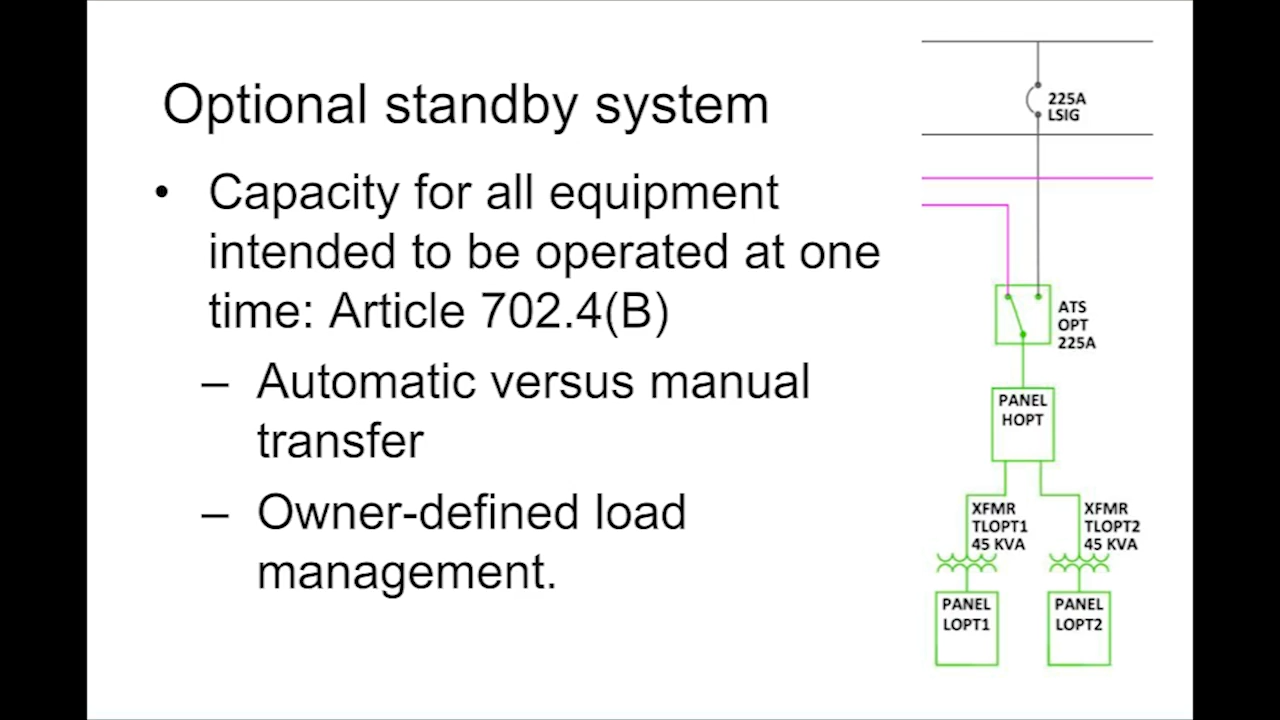 Optional standby system
• Capacity for all equipment
intended to be operated at one
time: Article 702.4(B)
– Automatic versus manual
transfer
– Owner-defined load
management.
225A
LSIG
ATS
OPT
225A
PANEL
HOPT
XFMR
TLOPT1
45 KVA
XFMR
TLOPT2
45 KVA
PANEL
LOPT1
PANEL
LOPT2